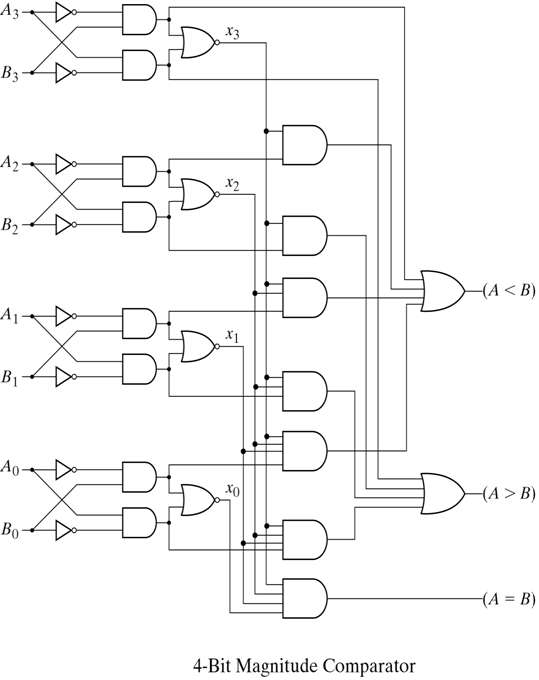 A3
x3
B3
A2
x2
B2
(A < B)
A1
x1
B1
A0
x0
(A > B)
B0
(A = B)
4-Bit Magnitude Comparator